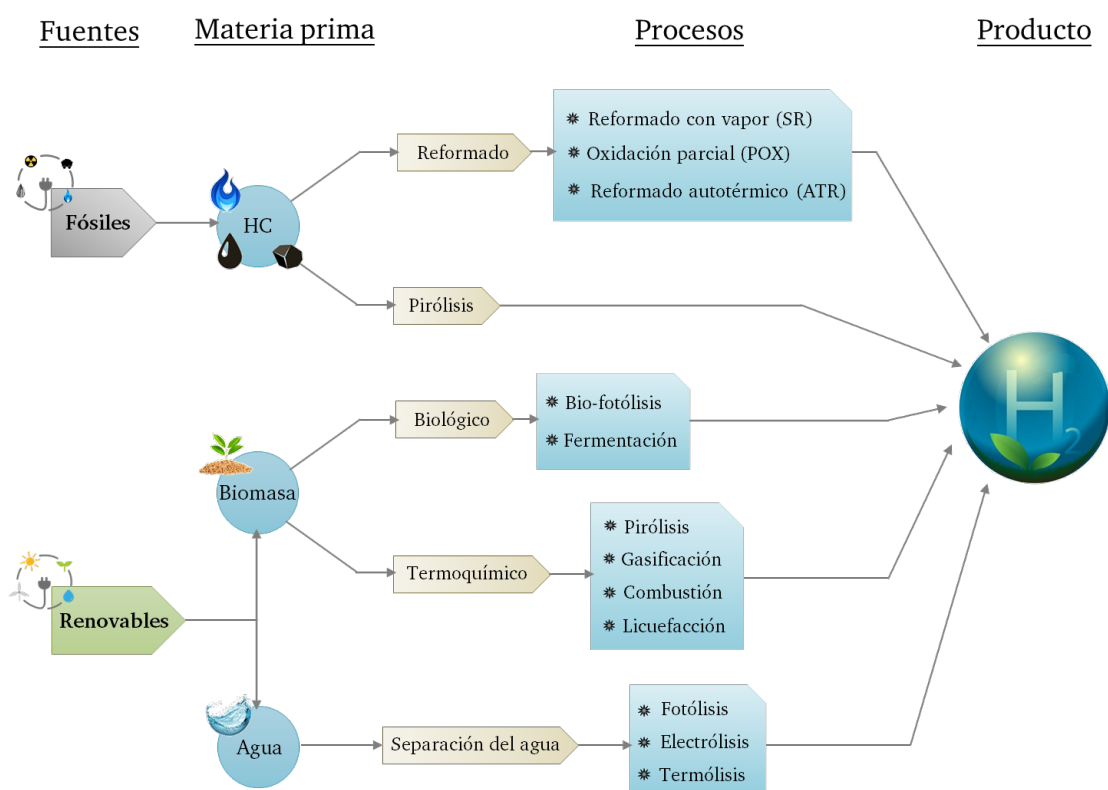 Fuentes
Materia prima
Procesos
Producto
Fósiles
HC
Reformado
Reformado con vapor (SR)
Oxidación parcial (POX)
Reformado autotérmico (ATR)
Pirólisis
Biomasa
Biológico
Bio-fotólisis
Fermentación
H2
Termoquímico
Pirólisis
Gasificación
Combustión
Licuefacción
Renovables
Agua
Separación del agua
Fotólisis
Electrólisis
Termólisis